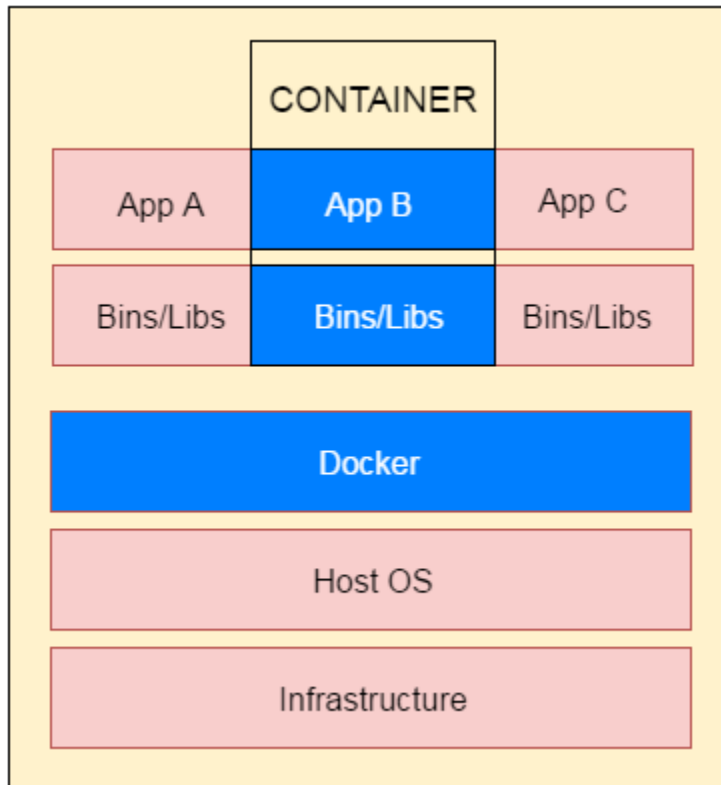 CONTAINER
App A
App B
App C
Bins/Libs
Bins/Libs
Bins/Libs
Docker
Host OS
Infrastructure